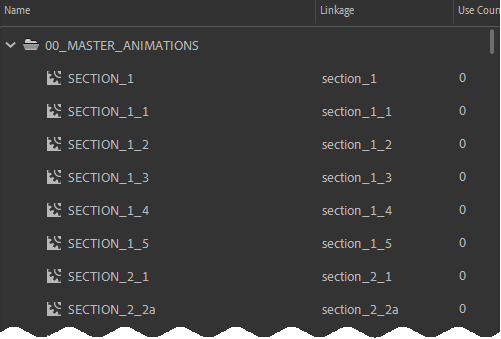 Name Linkage Use Coun
00_MASTER_ANIMATIONS
SECTION_1 section_1 0
SECTION_1_1 section_1_1 0
SECTION_1_2 section_1_2 0
SECTION_1_3 section_1_3 0
SECTION_1_4 section_1_4 0
SECTION_1_5 section_1_5 0
SECTION_2_1 section_2_1 0
SECTION_2_2a section_2_2a 0